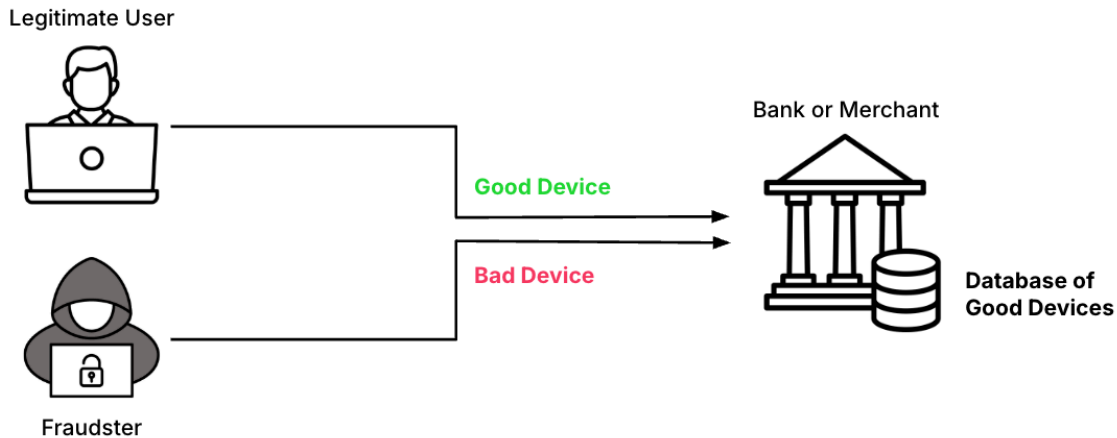 Legitimate User
Bank or Merchant
Good Device
Bad Device
Database of
Good Devices
Fraudster